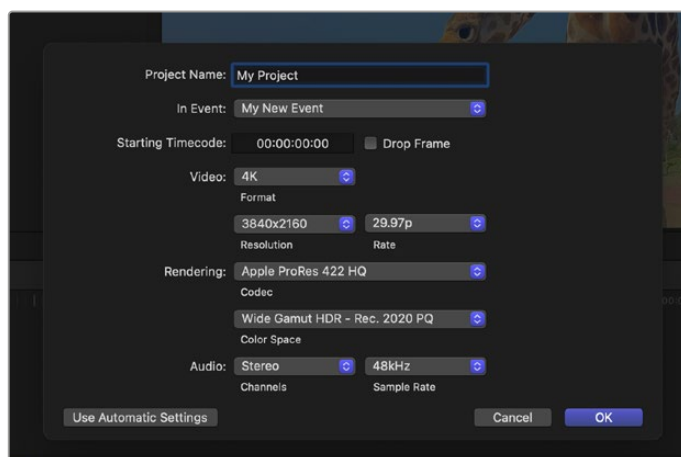 Project Name: My Project
In Event: My New Event
Starting Timecode: 00:00:00:00 Drop Frame
Video: 4K
Format
3840x2160 29.97p
Resolution Rate
Rendering: Apple ProRes 422 HQ
Codec
Wide Gamut HDR - Rec. 2020 PQ
Color Space
Audio: Stereo 48kHz
Channels Sample Rate
Use Automatic Settings Cancel OK